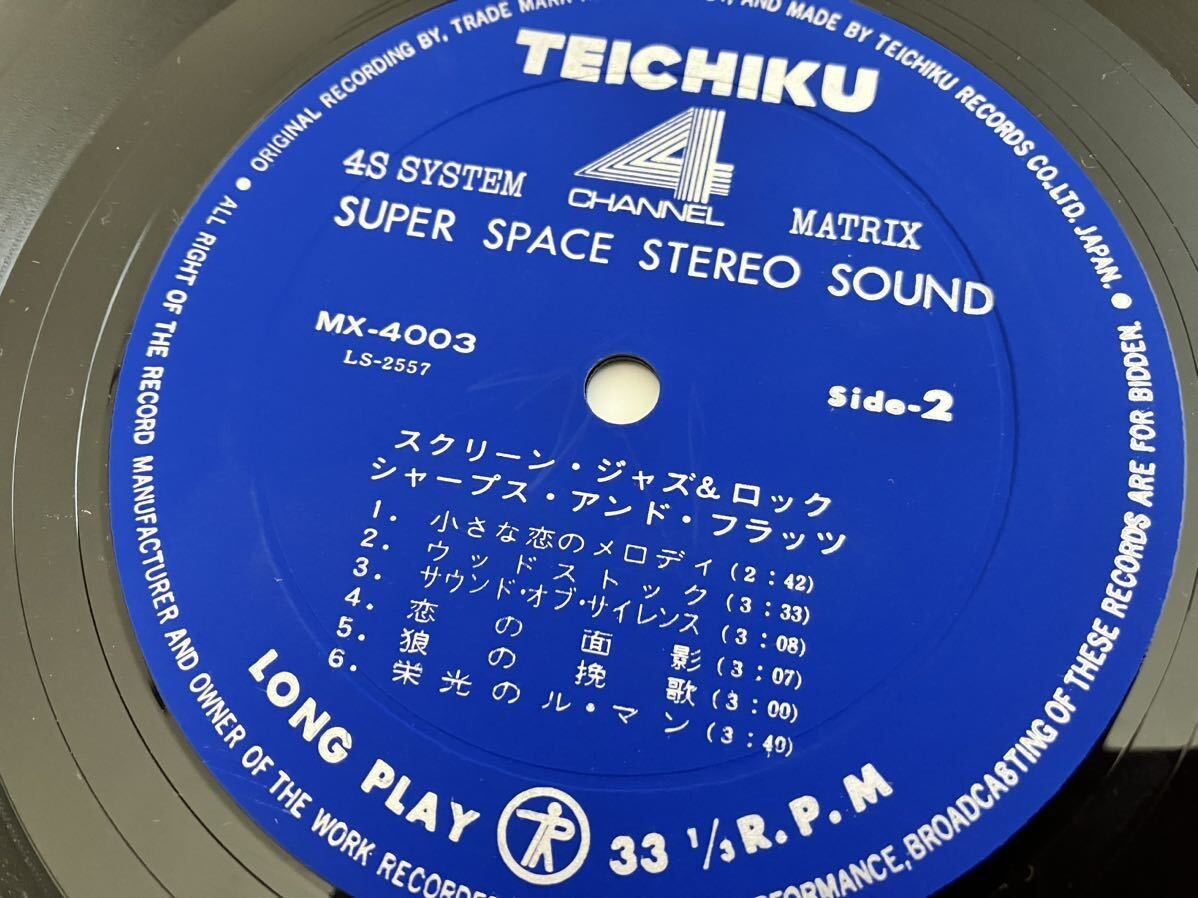 TEICHIKU
4S SYSTEM
4
CHANNEL
MATRIX
SUPER SPACE STEREO SOUND
MX-4003
LS-2557
Side-2
スクリーン・ジャズ&ロック
シャープス・アンド・フラッツ
1. 小さな恋のメロディ(2:42)
2. ウッドストック(3:33)
3. サウンド・オブ・サイレンス(3:08)
4. 恋の面影(3:07)
5. 狼の挽歌(3:00)
6. 栄光のル・マン(3:40)
LONG PLAY
33 ⅓ R.P.M
• ORIGINAL RECORDING BY, TRADE MARK AND MADE BY TEICHIKU RECORDS CO.,LTD. JAPAN. •
• ALL RIGHT OF THE RECORD MANUFACTURER AND OWNER OF THE WORK BROADCASTING OF THESE RECORDS ARE FOR BIDDEN.